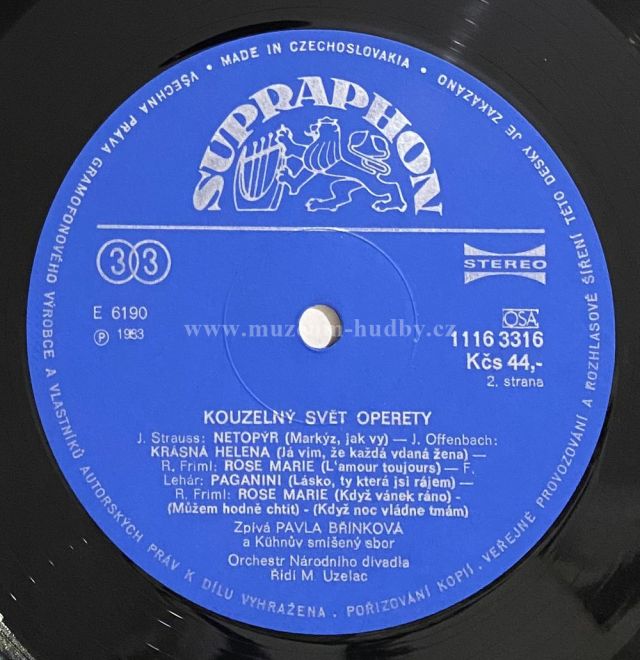 VŠECHNA PRÁVA GRAMOFONOVÉHO VÝROBCE A VLASTNÍKŮ AUTORSKÝCH PRÁV K DÍLU VYHRAŽENA . POŘIZOVÁNÍ KOPIÍ . VEŘEJNÉ PROVOZOVÁNÍ A ROZHLASOVÉ ŠÍŘENÍ TÉTO DESKY JE ZAKÁZÁNO
• MADE IN CZECHOSLOVAKIA •
SUPRAPHON
33
STEREO
E 6190
OSA
℗ 1983
www.muzenim-hudby.cz
1116 3316
Kčs 44,-
2. strana
KOUZELNÝ SVĚT OPERETY
J. Strauss: NETOPÝR (Markýz, jak vy) — J. Offenbach:
KRÁSNÁ HELENA (Já vím, že každá vdaná žena) —
R. Friml: ROSE MARIE (L'amour toujours) — F.
Lehár: PAGANINI (Lásko, ty která jsi rájem) —
R. Friml: ROSE MARIE (Když vánek ráno) -
(Můžem hodně chtít) - (Když noc vládne tmám)
Zpívá PAVLA BŘÍNKOVÁ
a Kühnův smíšený sbor
Orchestr Národního divadla
Řídí M. Uzelac